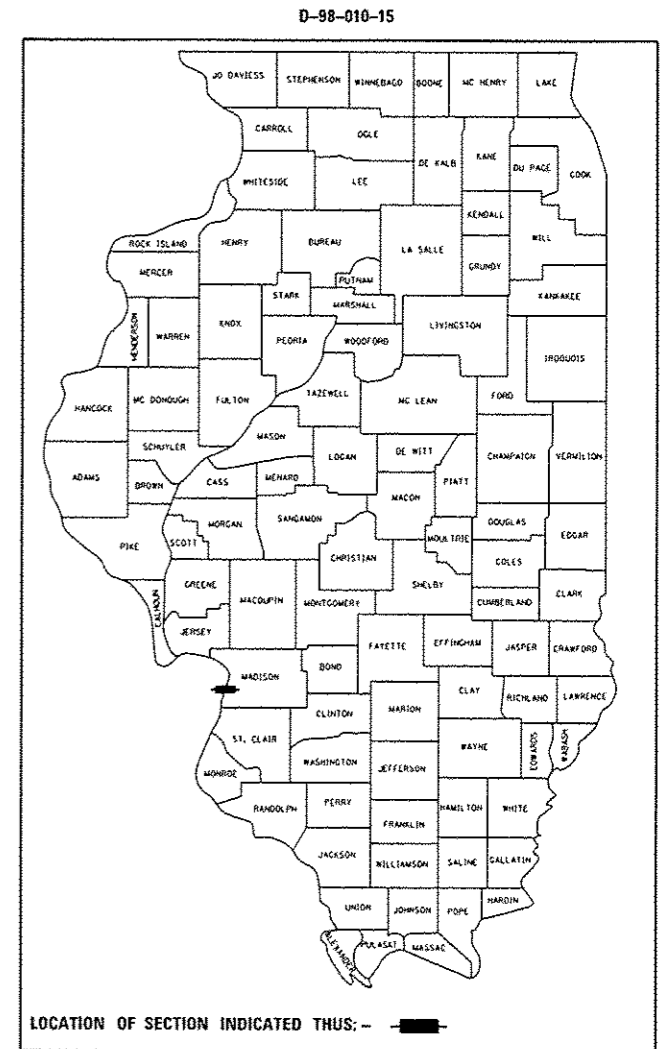 D-98-010-15
JO DAVIESS STEPHENSON WINNEBAGO BOONE MC HENRY LAKE
CARROLL OGLE
DE KALB KANE DU PAGE COOK
WHITESIDE LEE
KENDALL
WILL
ROCK ISLAND HENRY BUREAU LA SALLE
GRUNDY
MERCER PUTNAM
KANKAKEE
STARK MARSHALL
HENDERSON WARREN KNOX PEORIA WOODFORD LIVINGSTON
IROQUOIS
HANCOCK MC DONOUGH FULTON TAZEWELL MC LEAN FORD
MASON
SCHUYLER LOGAN DE WITT CHAMPAIGN VERMILION
ADAMS BROWN CASS MENARD PIATT
MACON
MORGAN SANGAMON DOUGLAS
PIKE SCOTT CHRISTIAN MOULTRIE EDGAR
COLES
GREENE SHELBY
CALHOUN MACOUPIN MONTGOMERY CUMBERLAND CLARK
JERSEY
FAYETTE EFFINGHAM JASPER CRAWFORD
BOND
MADISON CLAY
RICHLAND LAWRENCE
CLINTON MARION
ST. CLAIR WAYNE EDWARDS WABASH
WASHINGTON JEFFERSON
MONROE
RANDOLPH PERRY HAMILTON WHITE
FRANKLIN
JACKSON WILLIAMSON SALINE GALLATIN
HARDIN
UNION JOHNSON POPE
ALEXANDER PULASAT MASSAC
LOCATION OF SECTION INDICATED THUS; -